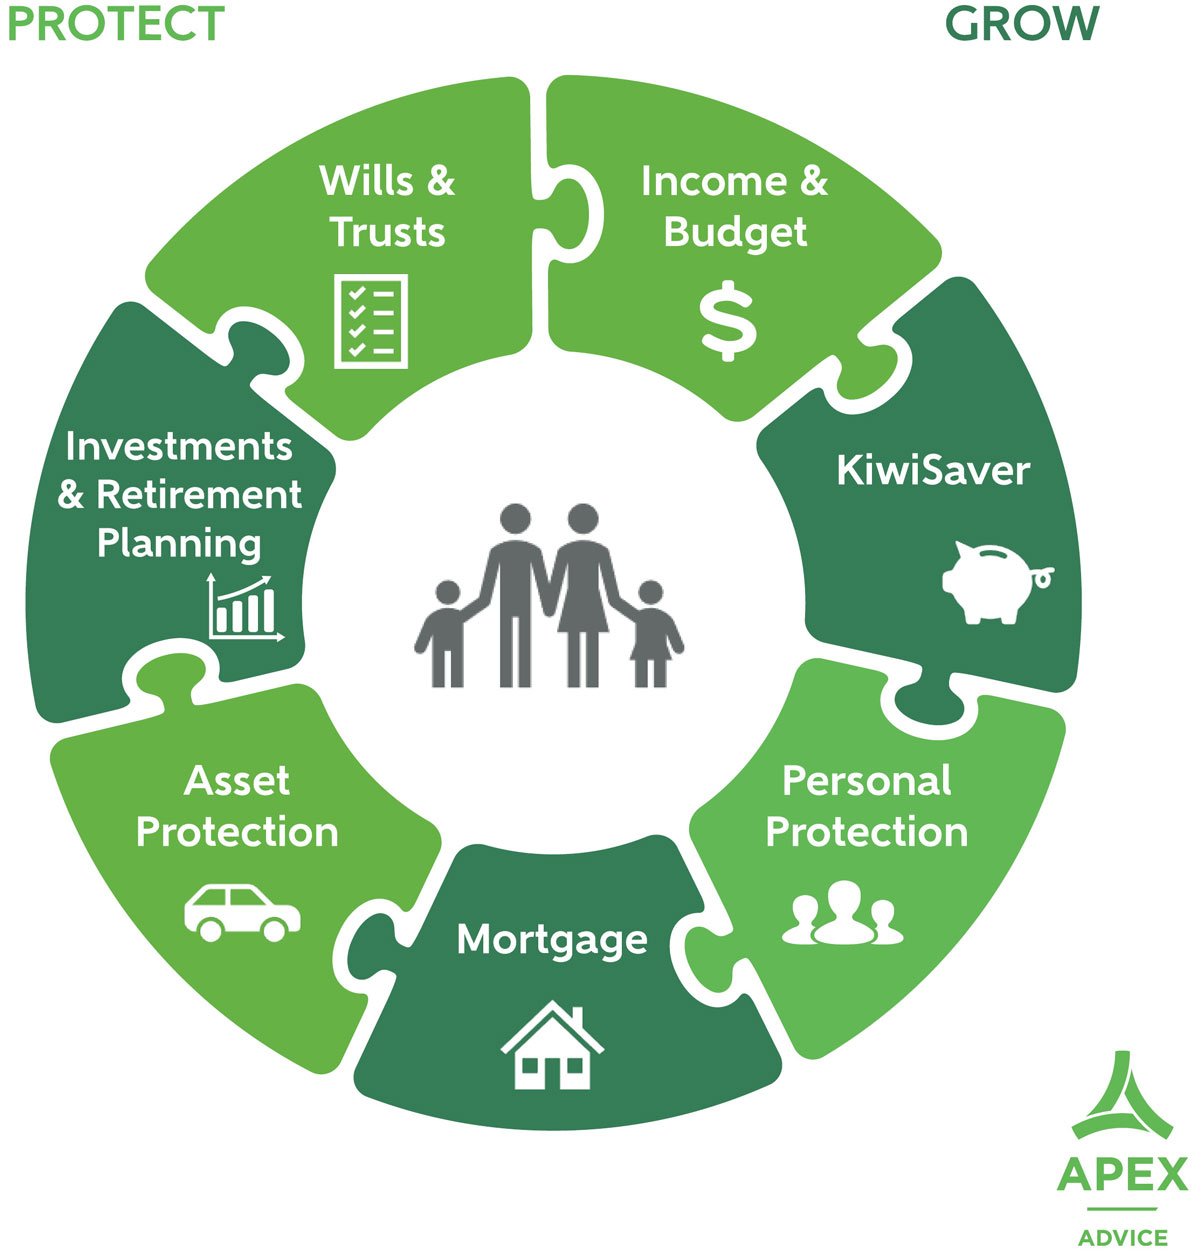 PROTECT
GROW
Wills &
Trusts
Income &
Budget
$
KiwiSaver
Investments
& Retirement
Planning
Asset
Protection
Personal
Protection
Mortgage
APEX
ADVICE